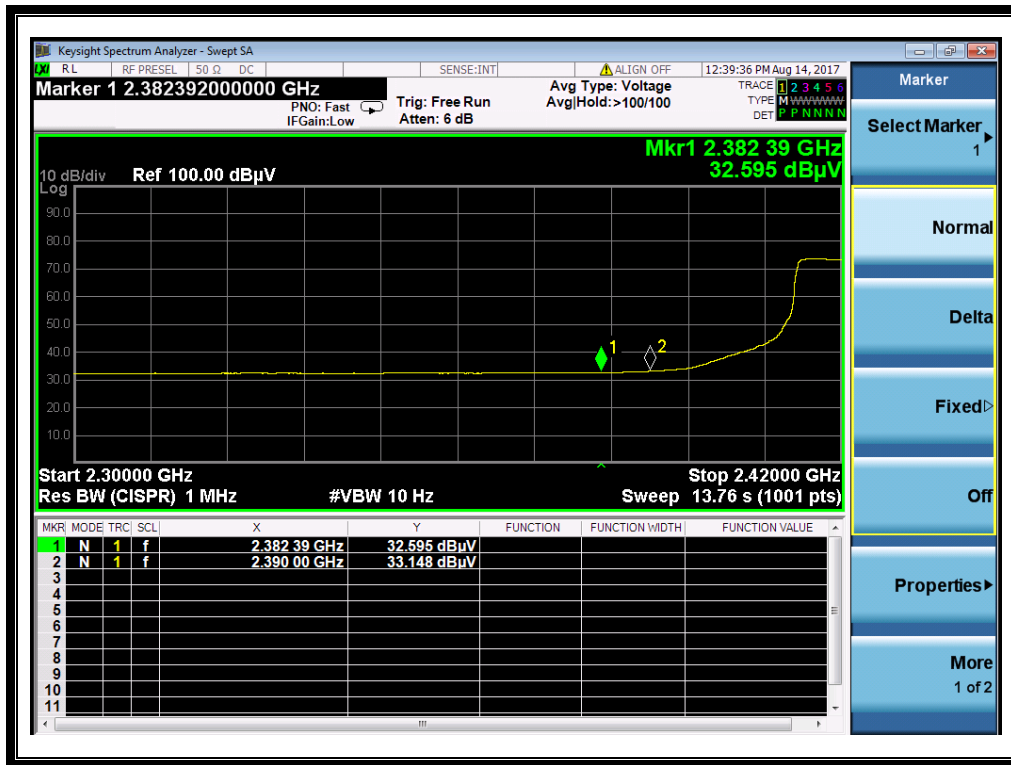 Keysight Spectrum Analyzer - Swept SA
LXI RL RF PRESEL 50 Ω DC SENSE:INT ALIGN OFF 12:39:36 PM Aug 14, 2017
Marker 1 2.382392000000 GHz
PNO: Fast
IFGain:Low
Trig: Free Run
Atten: 6 dB
Avg Type: Voltage
Avg|Hold:>100/100
TRACE 1 2 3 4 5 6
TYPE M WWWWW
DET P P N N N N
Mkr1 2.382 39 GHz
32.595 dBµV
10 dB/div Ref 100.00 dBµV
Log
90.0
80.0
70.0
60.0
50.0
40.0
30.0
20.0
10.0
1
2
Start 2.30000 GHz Stop 2.42000 GHz
Res BW (CISPR) 1 MHz #VBW 10 Hz Sweep 13.76 s (1001 pts)
MKR MODE TRC SCL X Y FUNCTION FUNCTION WIDTH FUNCTION VALUE
1 N 1 f 2.382 39 GHz 32.595 dBµV
2 N 1 f 2.390 00 GHz 33.148 dBµV
3
4
5
6
7
8
9
10
11
Marker
Select Marker
1
Normal
Delta
Fixed
Off
Properties
More
1 of 2